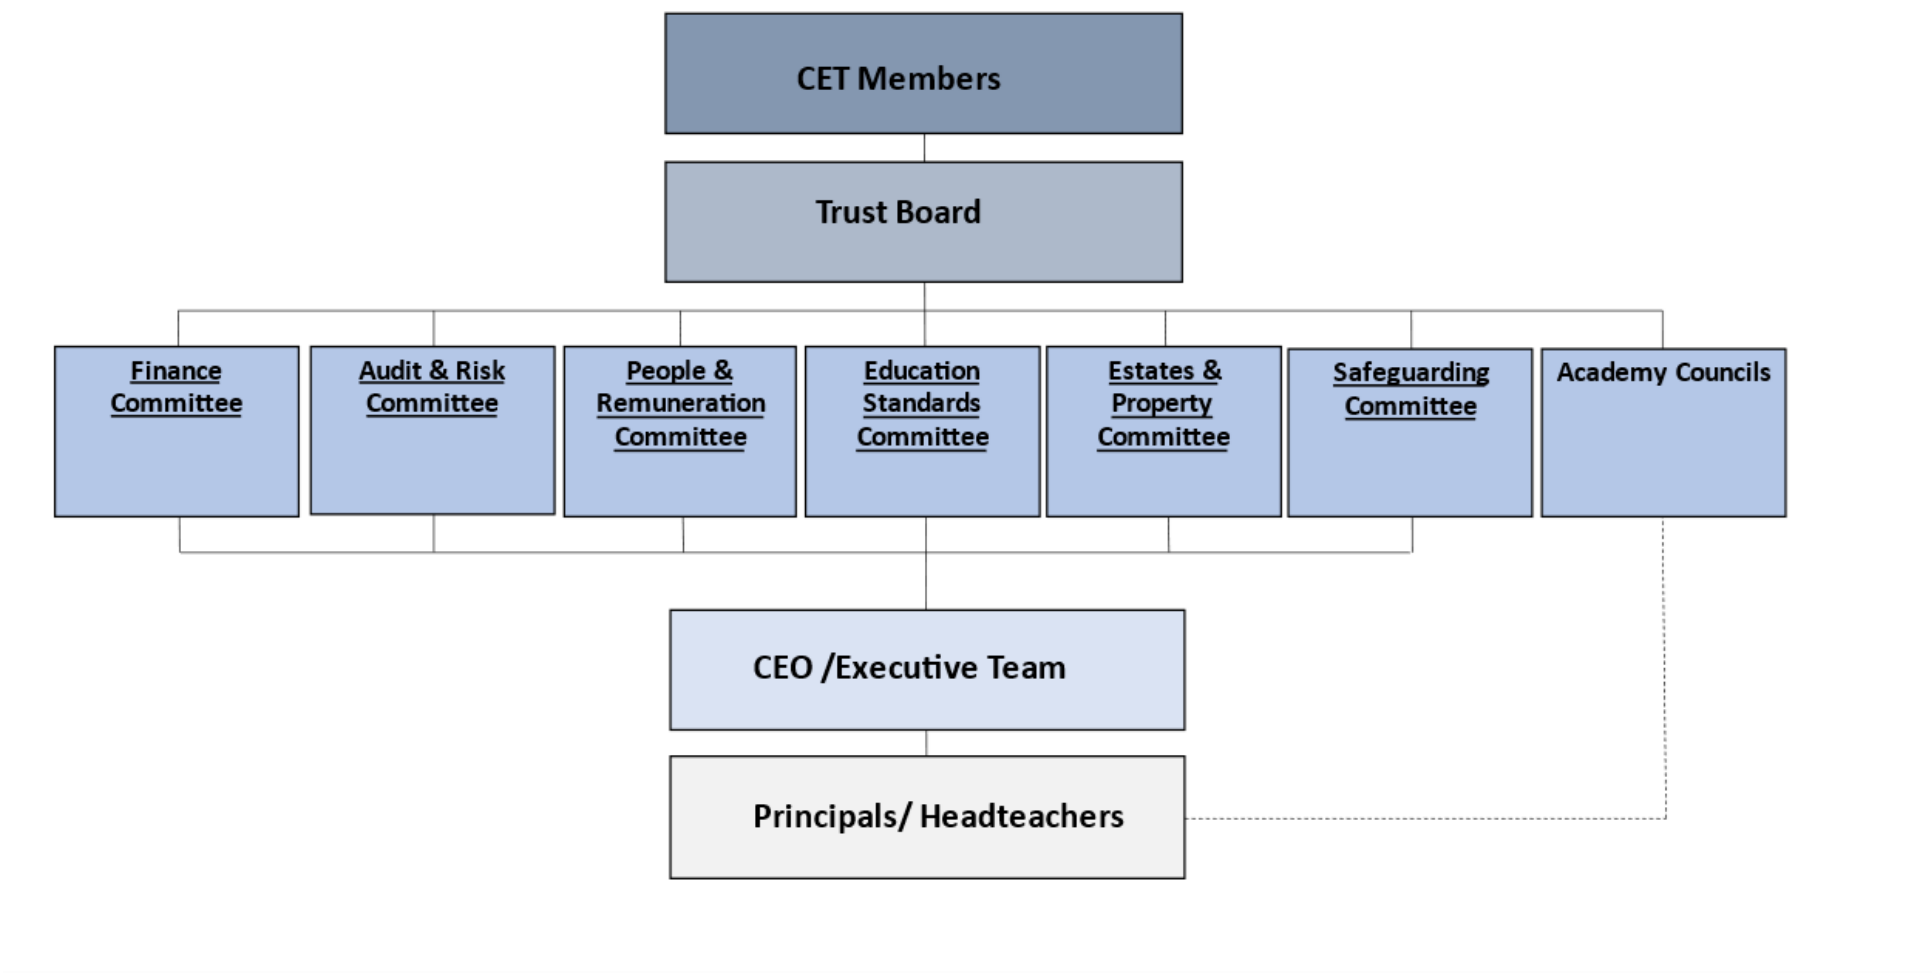 CET Members
Trust Board
Finance
Committee
Audit & Risk
Committee
People &
Remuneration
Committee
Education
Standards
Committee
Estates &
Property
Committee
Safeguarding
Committee
Academy Councils
CEO /Executive Team
Principals/ Headteachers